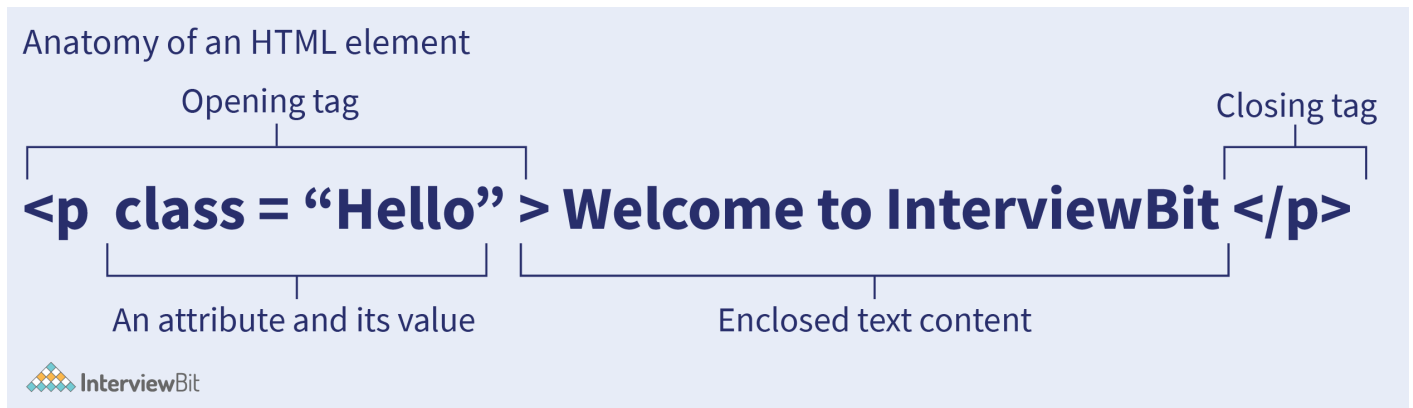 Anatomy of an HTML element
Opening tag
Closing tag
<p class = “Hello” > Welcome to InterviewBit </p>
An attribute and its value
Enclosed text content
InterviewBit